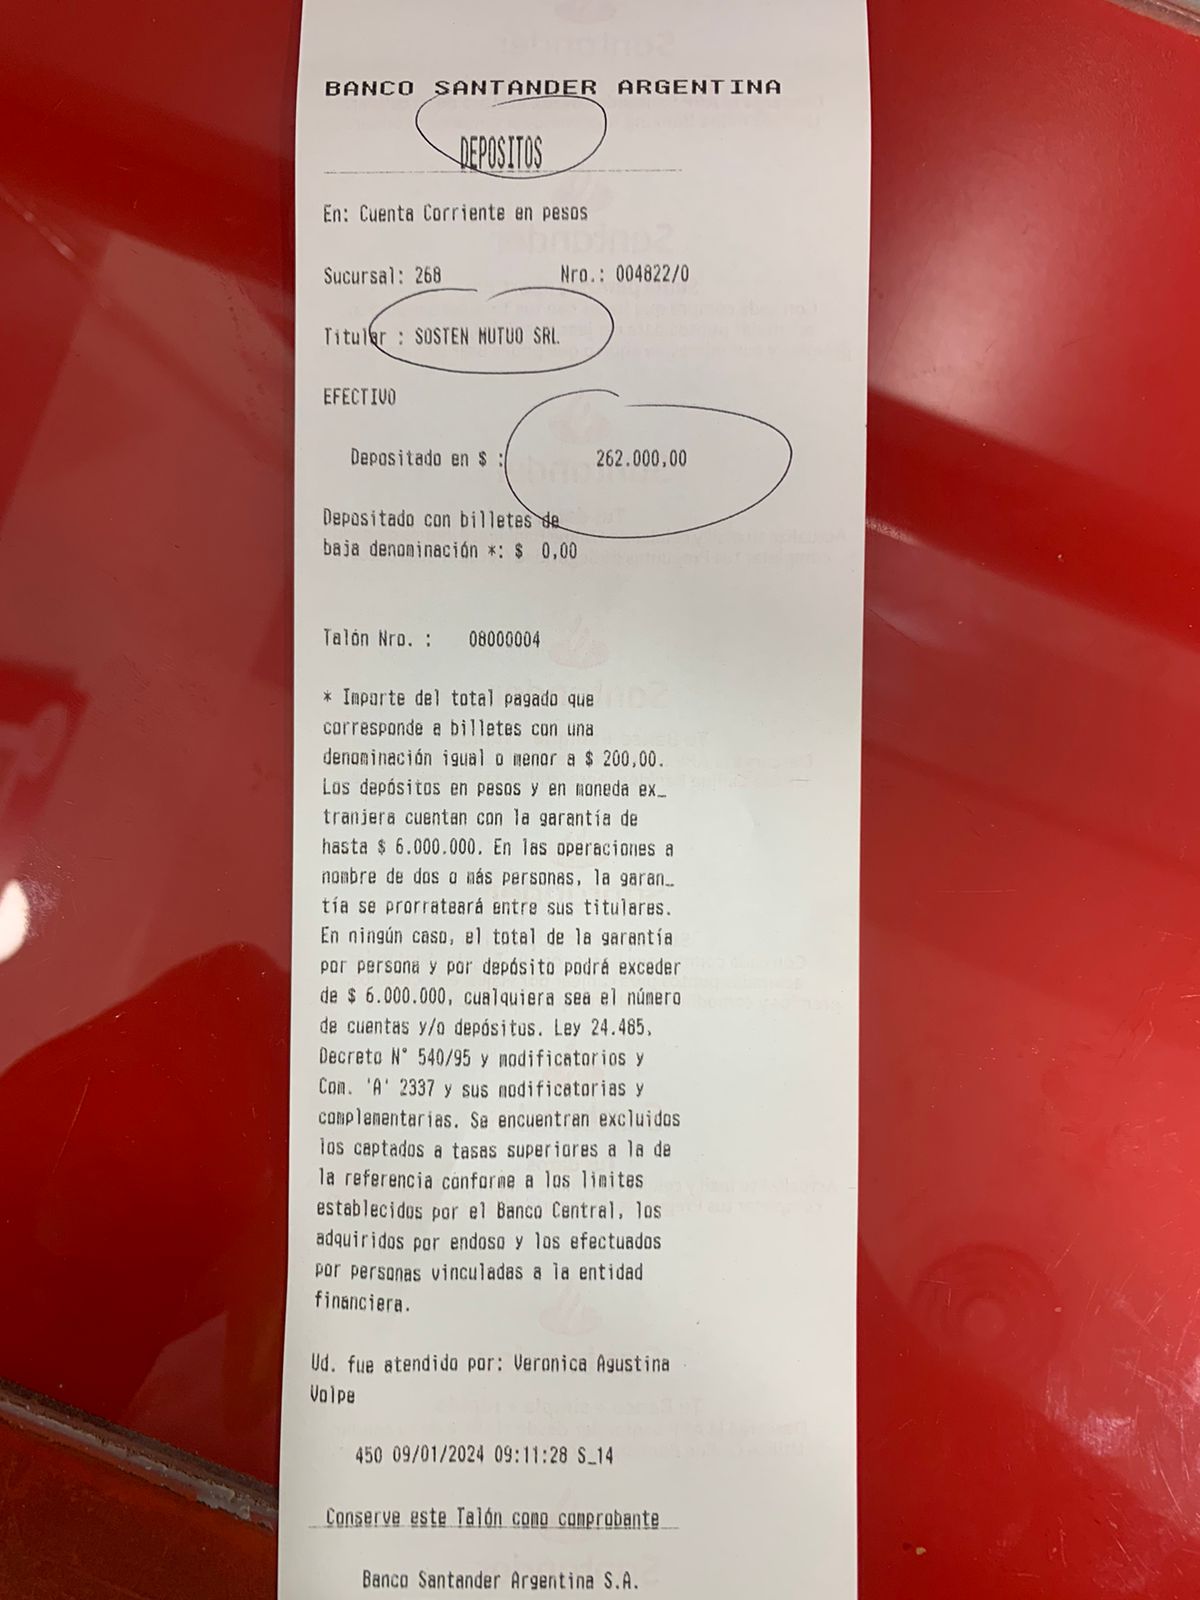 BANCO SANTANDER ARGENTINA
DEPOSITOS
En: Cuenta Corriente en pesos
Sucursal: 268 Nro.: 004822/0
Titular : SOSTEN MUTUO SRL
EFECTIVO
Depositado en $ : 262.000,00
Depositado con billetes de
baja denominación *: $ 0,00
Talón Nro. : 08000004
* Importe del total pagado que
corresponde a billetes con una
denominación igual o menor a $ 200,00.
Los depósitos en pesos y en moneda ex_
tranjera cuentan con la garantía de
hasta $ 6.000.000. En las operaciones a
nombre de dos o más personas, la garan_
tía se prorrateará entre sus titulares.
En ningún caso, el total de la garantía
por persona y por depósito podrá exceder
de $ 6.000.000, cualquiera sea el número
de cuentas y/o depósitos. Ley 24.485,
Decreto N° 540/95 y modificatorios y
Com. 'A' 2337 y sus modificatorias y
complementarias. Se encuentran excluidos
los captados a tasas superiores a la de
la referencia conforme a los limites
establecidos por el Banco Central, los
adquiridos por endoso y los efectuados
por personas vinculadas a la entidad
financiera.
Ud. fue atendido por: Veronica Agustina
Volpe
450 09/01/2024 09:11:28 S_14
Conserve este Talón como comprobante
Banco Santander Argentina S.A.